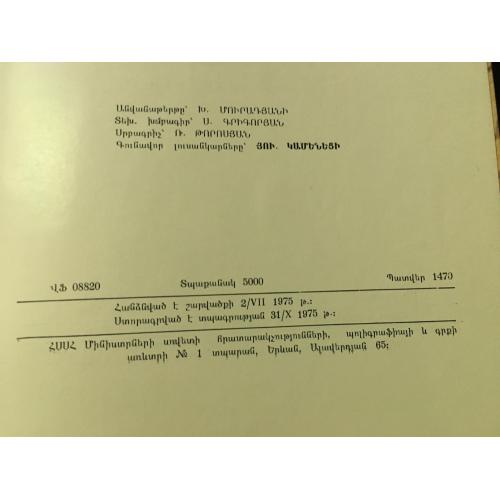 Անվանաթերթը՝ Խ. ՄՈՒՐԱԴՅԱՆԻ
Տեխ. խմբագիր՝ Ս. ԳՐԻԳՈՐՅԱՆ
Սրբագրիչ՝ Ռ. ԹՈՐՈՍՅԱՆ
Գունավոր լուսանկարները՝ ՅՈՒ. ԿԱՄԵՆԵՑԻ
ՎՖ 08820 Տպաքանակ 5000 Պատվեր 1470
Հանձնված է շարվածքի 2/VII 1975 թ.:
Ստորագրված է տպագրության 31/X 1975 թ.:
ՀՍՍՀ Մինիստրների սովետի հրատարակչությունների, պոլիգրաֆիայի և գրքի
առևտրի № 1 տպարան, Երևան, Ալավերդյան 65: